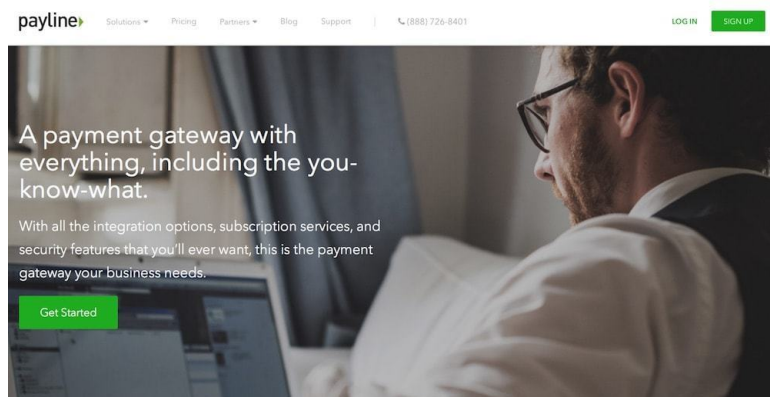 payline
Solutions
Pricing
Partners
Blog
Support
(888) 726-8401
LOG IN
SIGN UP
A payment gateway with
everything, including the you-
know-what.
With all the integration options, subscription services, and
security features that you'll ever want, this is the payment
gateway your business needs.
Get Started